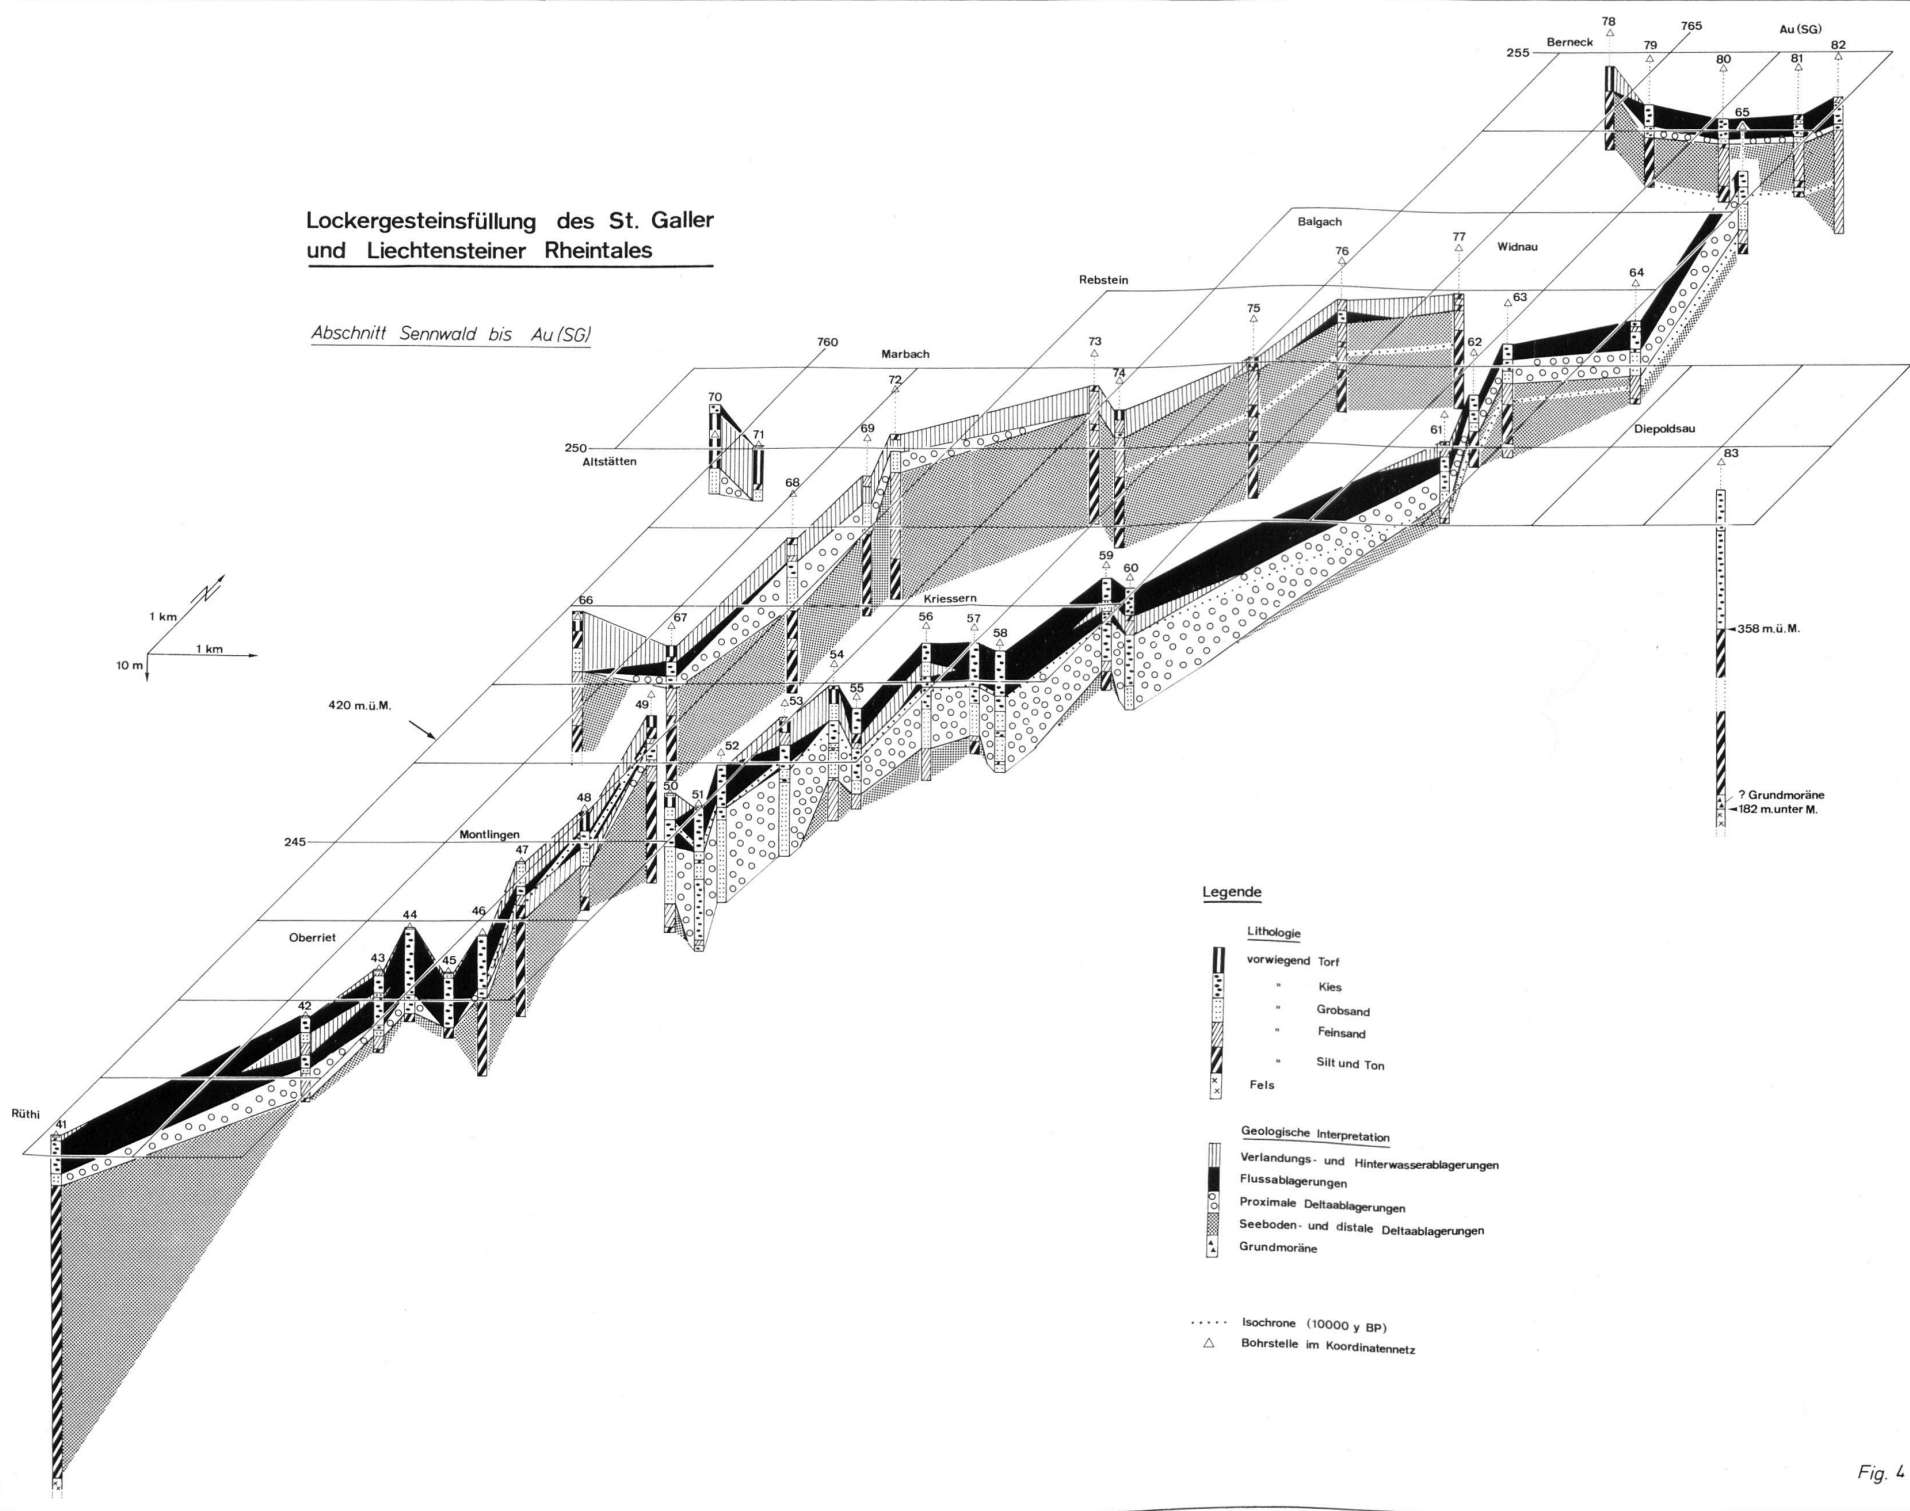 Lockergesteinsfüllung des St. Galler
und Liechtensteiner Rheintales
Abschnitt Sennwald bis Au (SG)
78
765
Au (SG)
255
Berneck
79
80
81
82
65
Balgach
76
77
Widnau
Rebstein
75
63
64
760
Marbach
73
74
72
62
70
71
69
61
Diepoldsau
250
Altstätten
68
83
59
60
1 km
1 km
10 m
66
67
Kriessern
56
57
58
358 m.ü.M.
420 m.ü.M.
49
54
55
53
52
50
51
48
? Grundmoräne
182 m.unter M.
245
Montlingen
47
46
44
Oberriet
43
45
42
Rüthi
41
Legende
Lithologie
vorwiegend Torf
" Kies
" Grobsand
" Feinsand
" Silt und Ton
Fels
Geologische Interpretation
Verlandungs- und Hinterwasserablagerungen
Flussablagerungen
Proximale Deltaablagerungen
Seeboden- und distale Deltaablagerungen
Grundmoräne
Isochrone (10000 y BP)
Bohrstelle im Koordinatennetz
Fig. 4